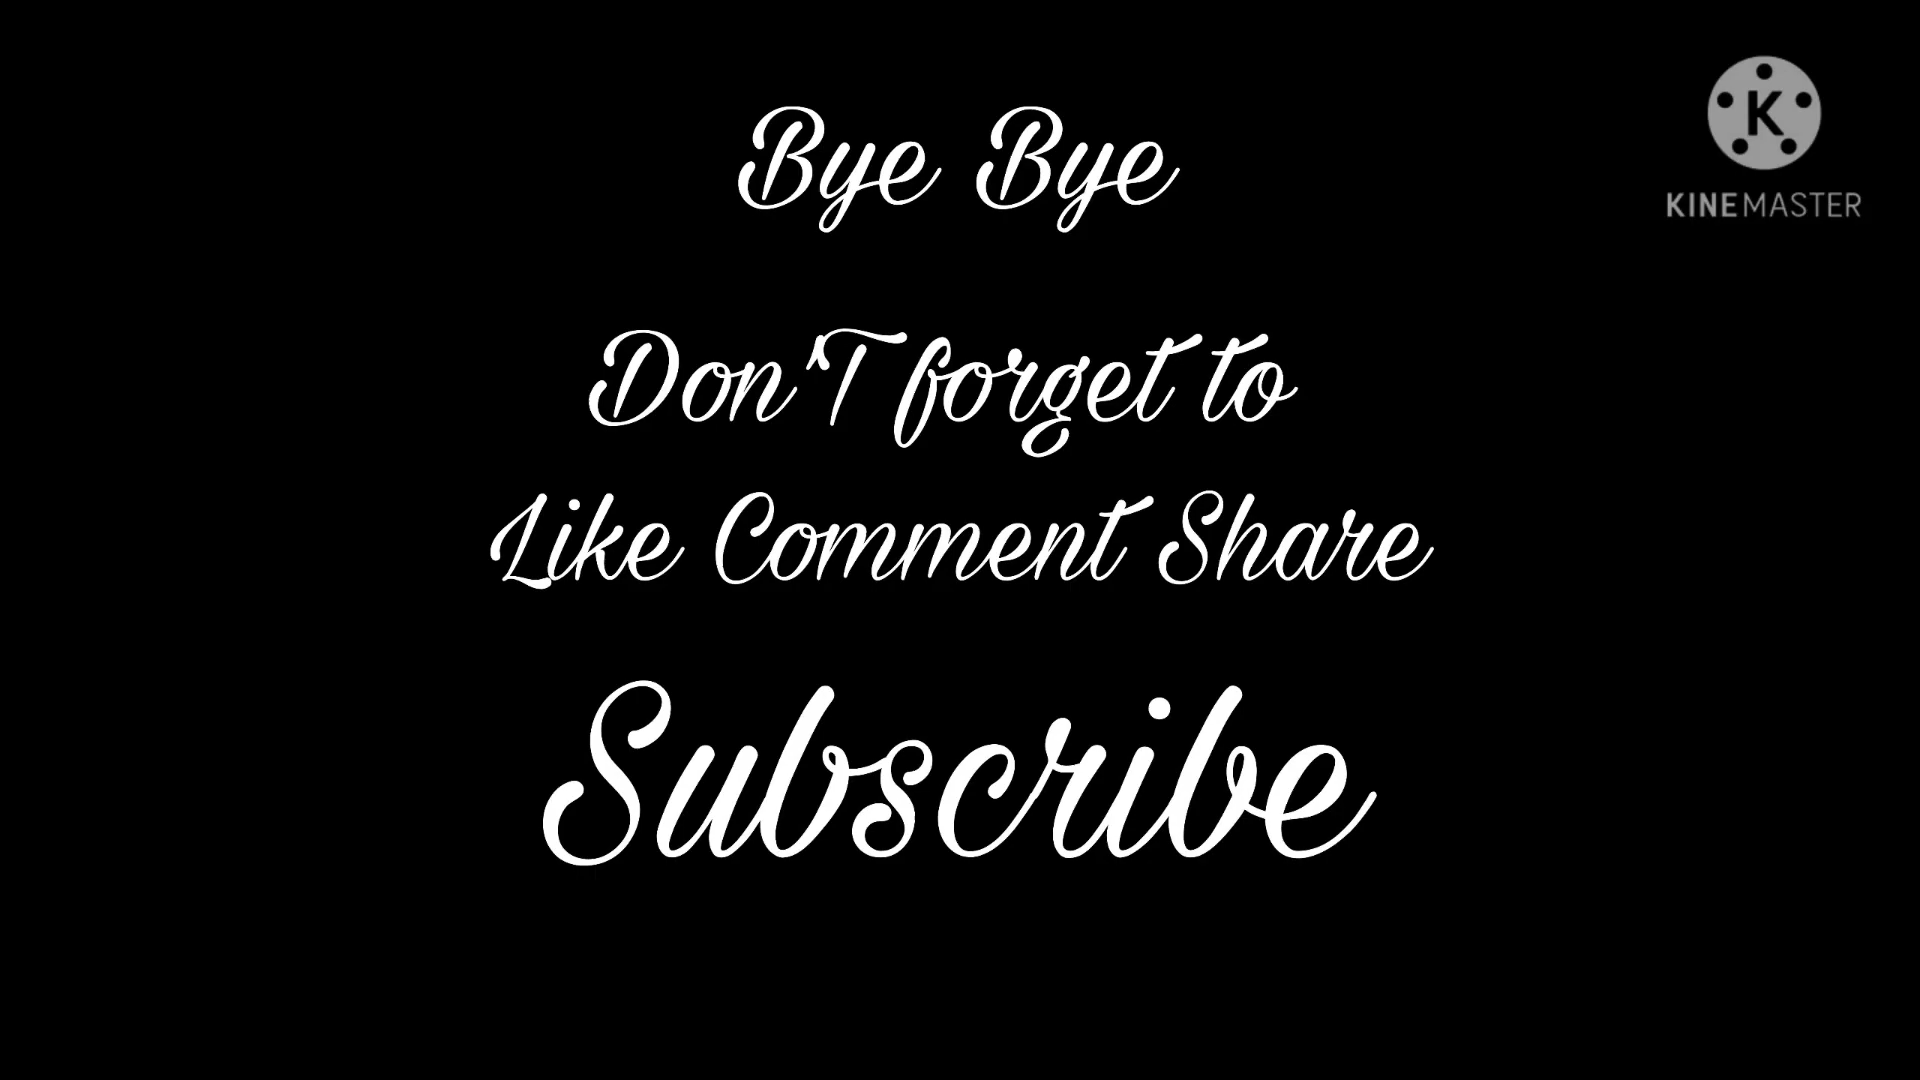 Bye Bye
K
KINEMASTER
Don'T forget to
Like Comment Share
Subscribe